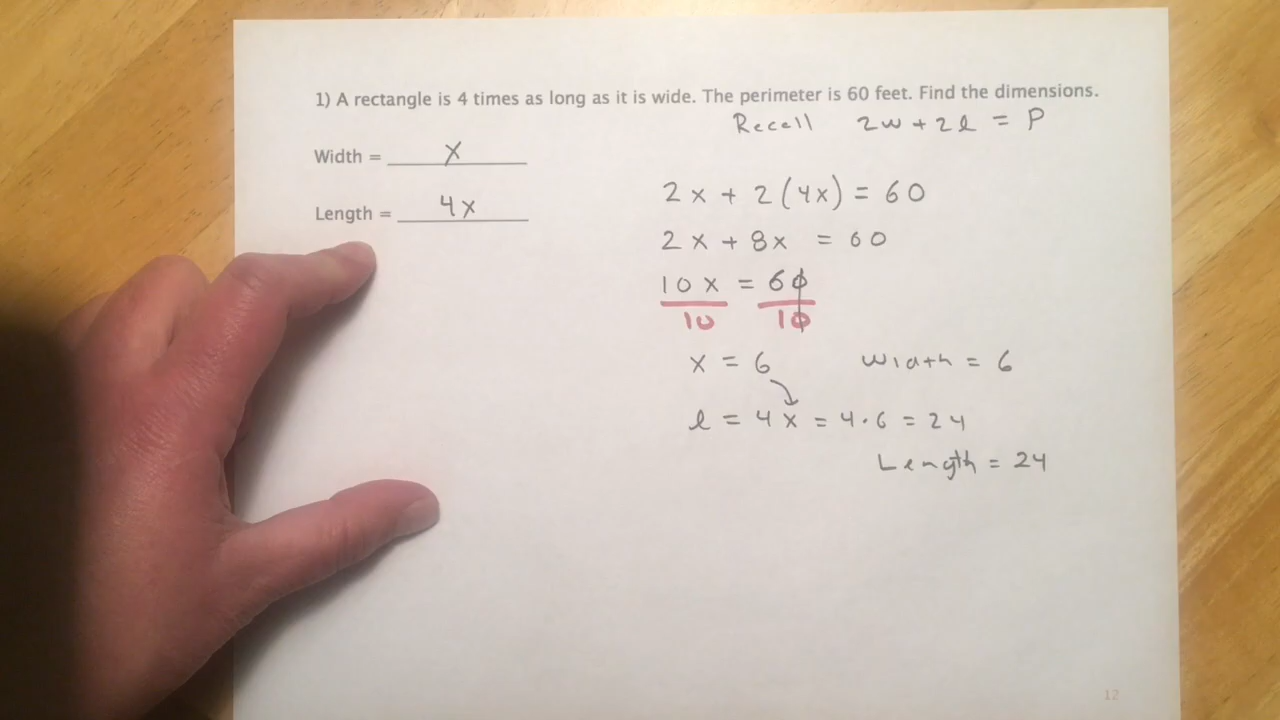 1) A rectangle is 4 times as long as it is wide. The perimeter is 60 feet. Find the dimensions.
Recall 2w + 2l = P
Width = x
Length = 4x
2x + 2(4x) = 60
2x + 8x = 60
10x = 60
10 10
x = 6 width = 6
l = 4x = 4·6 = 24
Length = 24
12